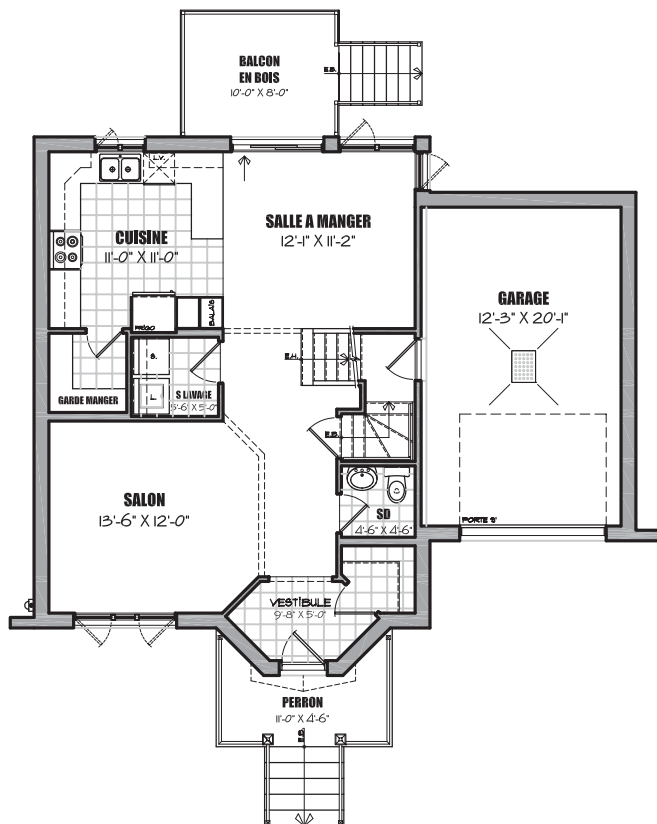 BALCON
EN BOIS
10'-0" X 8'-0"
E.B.
L.V.
CUISINE
11'-0" X 11'-0"
SALLE A MANGER
12'-1" X 11'-2"
GARAGE
12'-3" X 20'-1"
FRIGO
BALAIS
E.H.
S.
L.
S LAVAGE
5'-6" X 5'-0"
GARDE MANGER
E.B.
SALON
13'-6" X 12'-0"
SD
4'-6" X 4'-6"
PORTE 9'
VESTIBULE
9'-8" X 5'-0"
PERRON
11'-0" X 4'-6"
E.B.